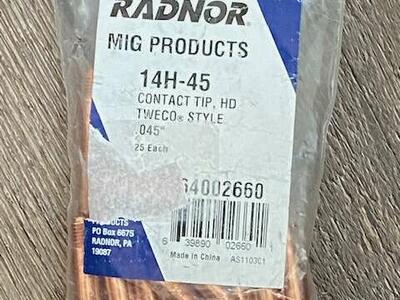 RADNOR
MIG PRODUCTS
14H-45
CONTACT TIP, HD
TWECO® STYLE
.045"
25 Each
64002660
PO Box 6675
RADNOR, PA
19087
6 39890 02660
Made in China AS110301